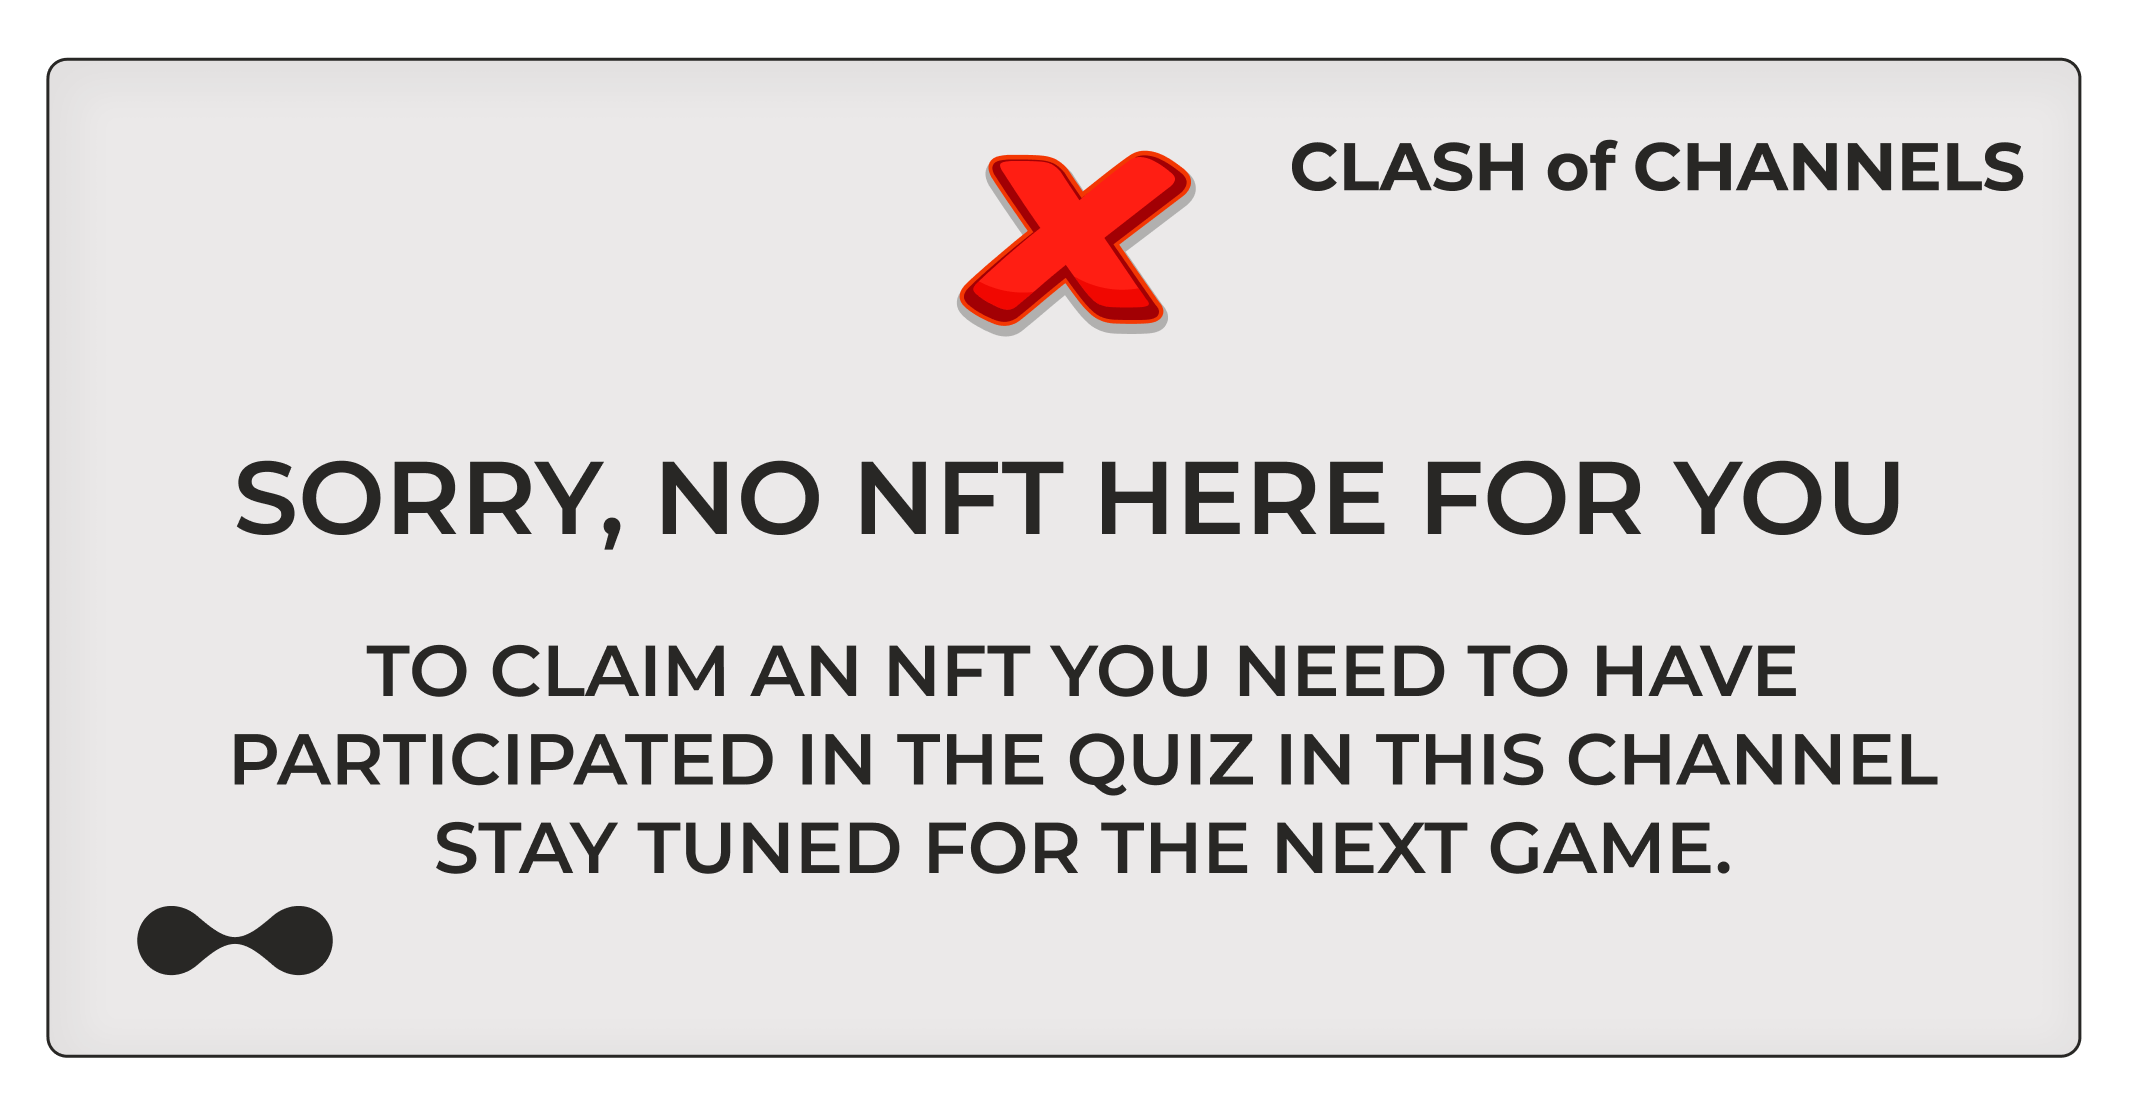 CLASH of CHANNELS
SORRY, NO NFT HERE FOR YOU
TO CLAIM AN NFT YOU NEED TO HAVE
PARTICIPATED IN THE QUIZ IN THIS CHANNEL
STAY TUNED FOR THE NEXT GAME.